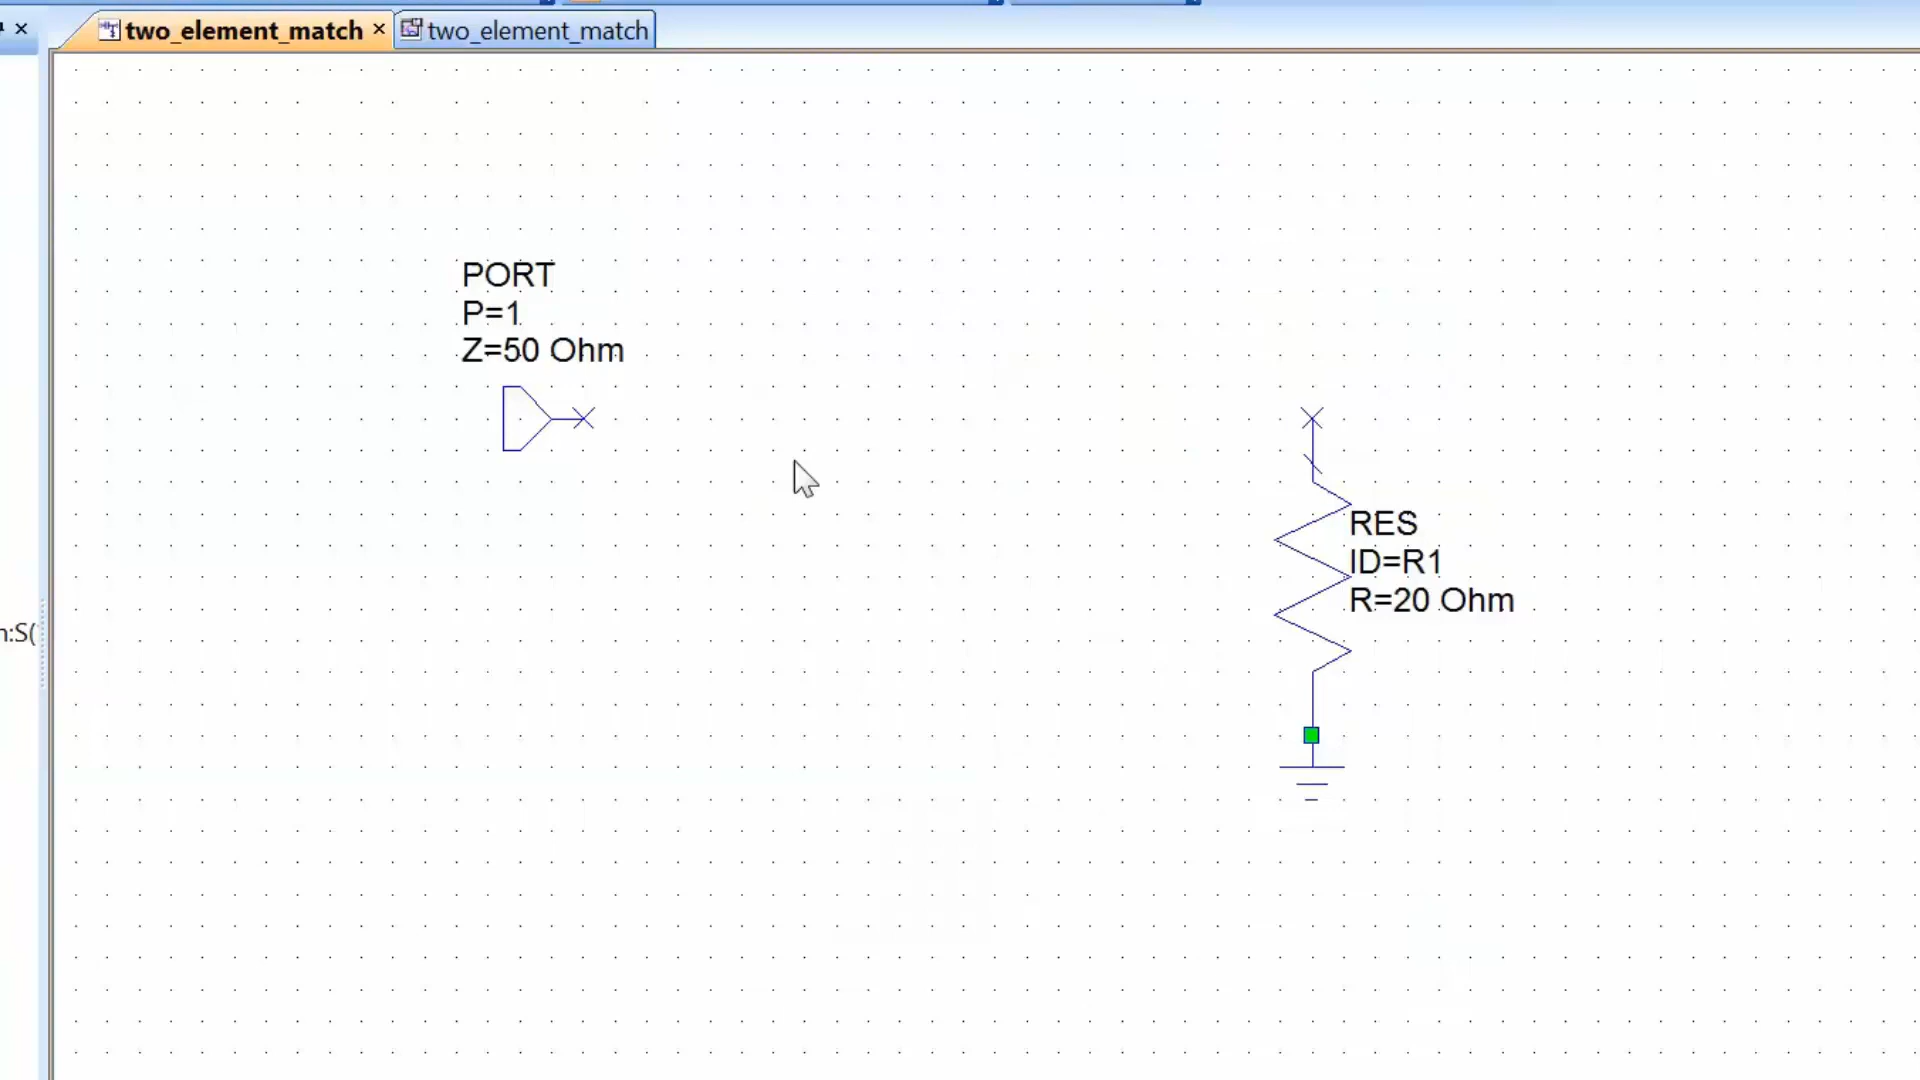 two_element_match
two_element_match
PORT
P=1
Z=50 Ohm
RES
ID=R1
R=20 Ohm
n:S(